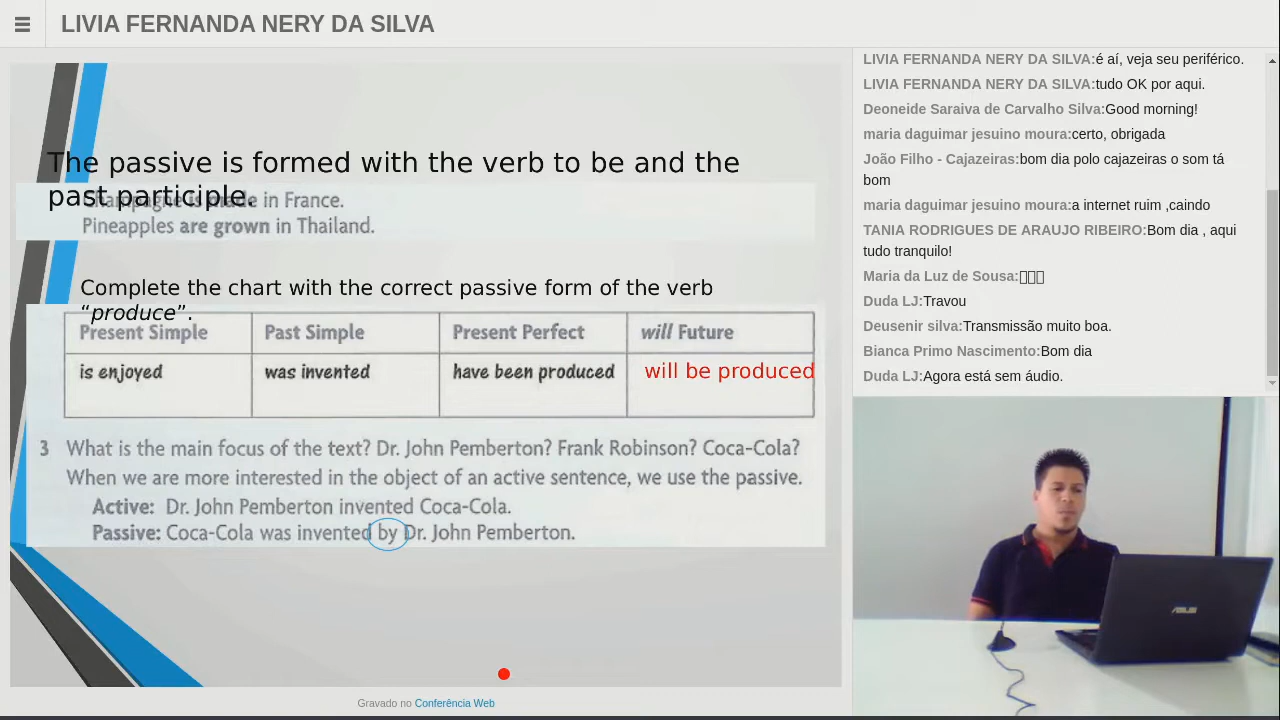 LIVIA FERNANDA NERY DA SILVA
The passive is formed with the verb to be and the
past participle.
Champagne is made in France.
Pineapples are grown in Thailand.
Complete the chart with the correct passive form of the verb
“produce”.
Present Simple Past Simple Present Perfect will Future
is enjoyed was invented have been produced will be produced
3 What is the main focus of the text? Dr. John Pemberton? Frank Robinson? Coca-Cola?
When we are more interested in the object of an active sentence, we use the passive.
Active: Dr. John Pemberton invented Coca-Cola.
Passive: Coca-Cola was invented by Dr. John Pemberton.
Gravado no Conferência Web
LIVIA FERNANDA NERY DA SILVA:é aí, veja seu periférico.
LIVIA FERNANDA NERY DA SILVA:tudo OK por aqui.
Deoneide Saraiva de Carvalho Silva:Good morning!
maria daguimar jesuino moura:certo, obrigada
João Filho - Cajazeiras:bom dia polo cajazeiras o som tá
bom
maria daguimar jesuino moura:a internet ruim ,caindo
TANIA RODRIGUES DE ARAUJO RIBEIRO:Bom dia , aqui
tudo tranquilo!
Maria da Luz de Sousa:
Duda LJ:Travou
Deusenir silva:Transmissão muito boa.
Bianca Primo Nascimento:Bom dia
Duda LJ:Agora está sem áudio.
ASUS